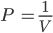 P = 1/V